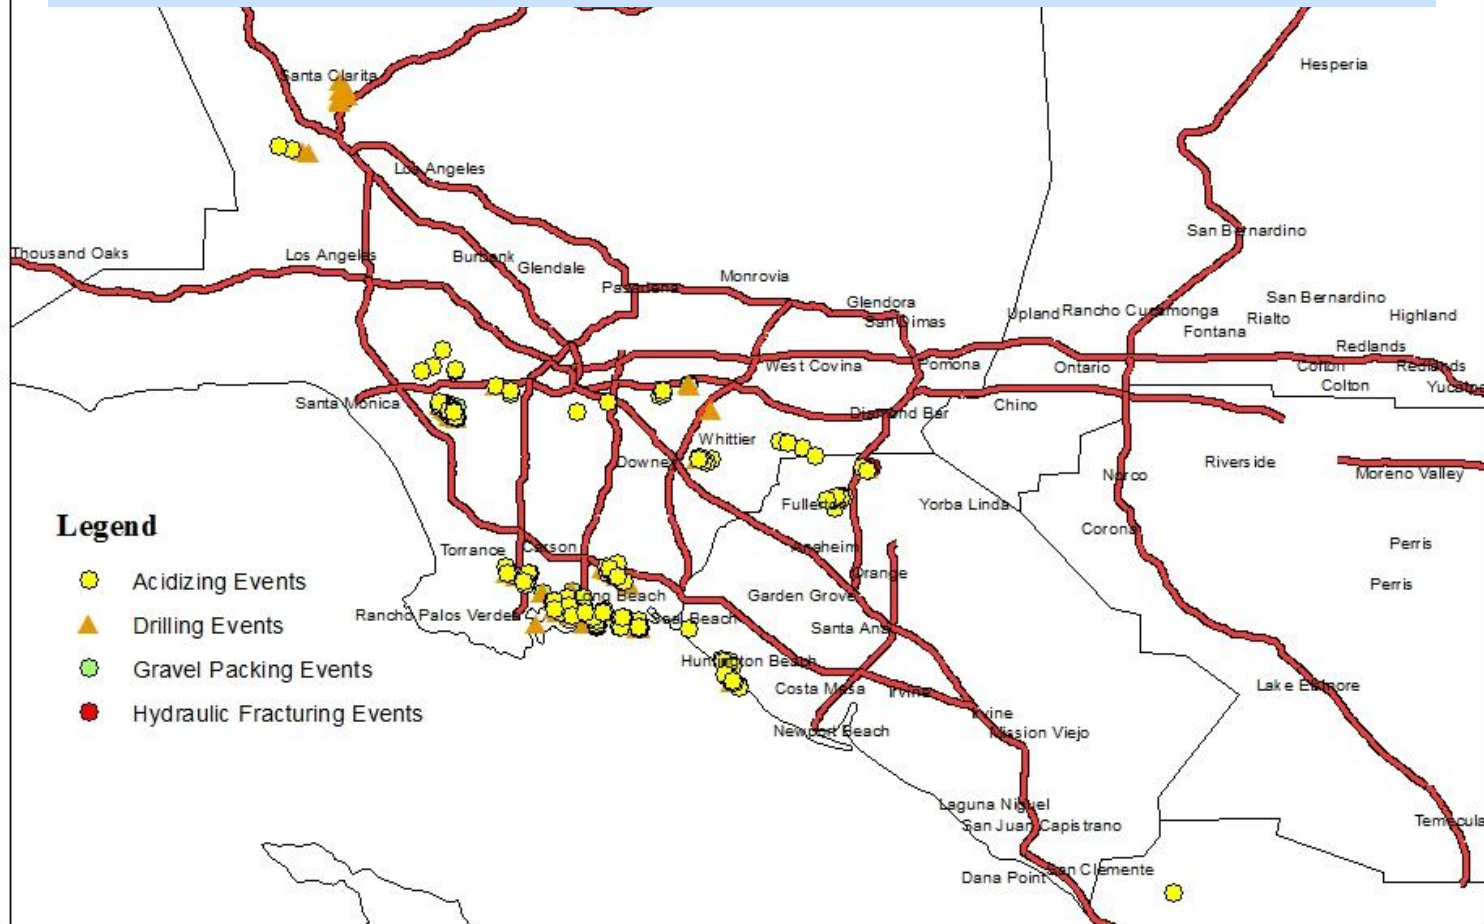 Hesperia
Santa Clarita
Los Angeles
San Bernardino
Thousand Oaks
Los Angeles
Burbank
Glendale
Monrovia
Pasadena
Glendora
San Bernardino
Upland
Rancho Cucamonga
Rialto
Highland
San Dimas
Fontana
Redlands
West Covina
Pomona
Ontario
Colton
Redlands
Colton
Yucaipa
Santa Monica
Chino
Diamond Bar
Whittier
Downey
Riverside
Norco
Moreno Valley
Fullerton
Yorba Linda
Legend
Corona
Torrance
Carson
Anaheim
Perris
Orange
Acidizing Events
Perris
Long Beach
Garden Grove
Rancho Palos Verdes
Seal Beach
Drilling Events
Santa Ana
Huntington Beach
Gravel Packing Events
Costa Mesa
Irvine
Lake Elsinore
Hydraulic Fracturing Events
Irvine
Newport Beach
Mission Viejo
Laguna Niguel
San Juan Capistrano
Temecula
San Clemente
Dana Point